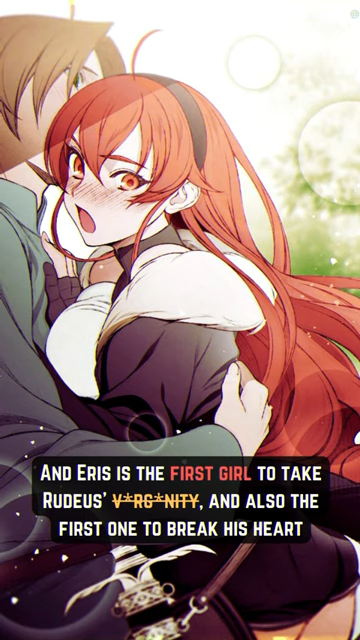 And Eris is the first girl to take
Rudeus' v*rg*nity, and also the
first one to break his heart